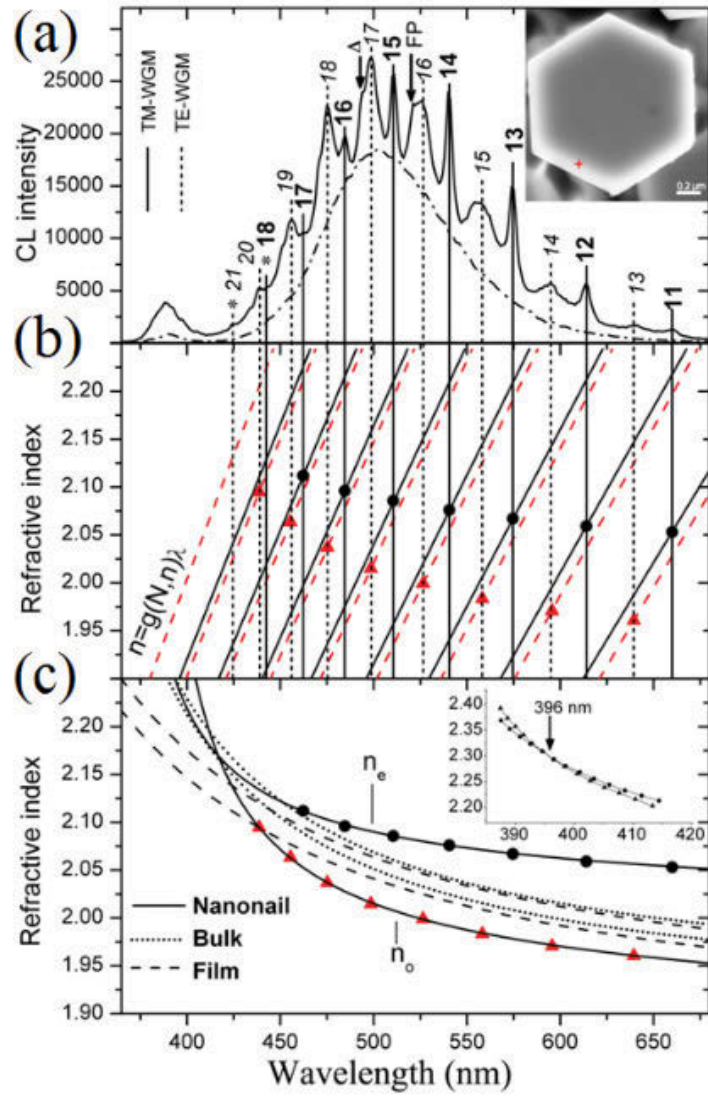 (a)
TM-WGM
TE-WGM
Δ
FP
* 21
20
* 18
19
17
18
16
17
15
16
14
15
13
14
12
13
11
0.2 μm
CL intensity
30000
25000
20000
15000
10000
5000
0
(b)
Refractive index
2.20
2.15
2.10
2.05
2.00
1.95
n=g(N,n)λ
(c)
Refractive index
2.20
2.15
2.10
2.05
2.00
1.95
1.90
nₑ
nₒ
Nanonail
Bulk
Film
396 nm
2.40
2.35
2.30
2.25
2.20
390 400 410 420
400 450 500 550 600 650
Wavelength (nm)